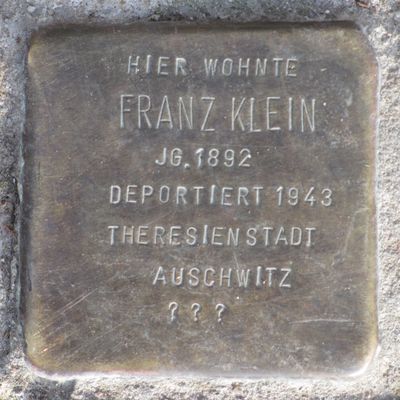 HIER WOHNTE
FRANZ KLEIN
JG. 1892
DEPORTIERT 1943
THERESIENSTADT
AUSCHWITZ
? ? ?